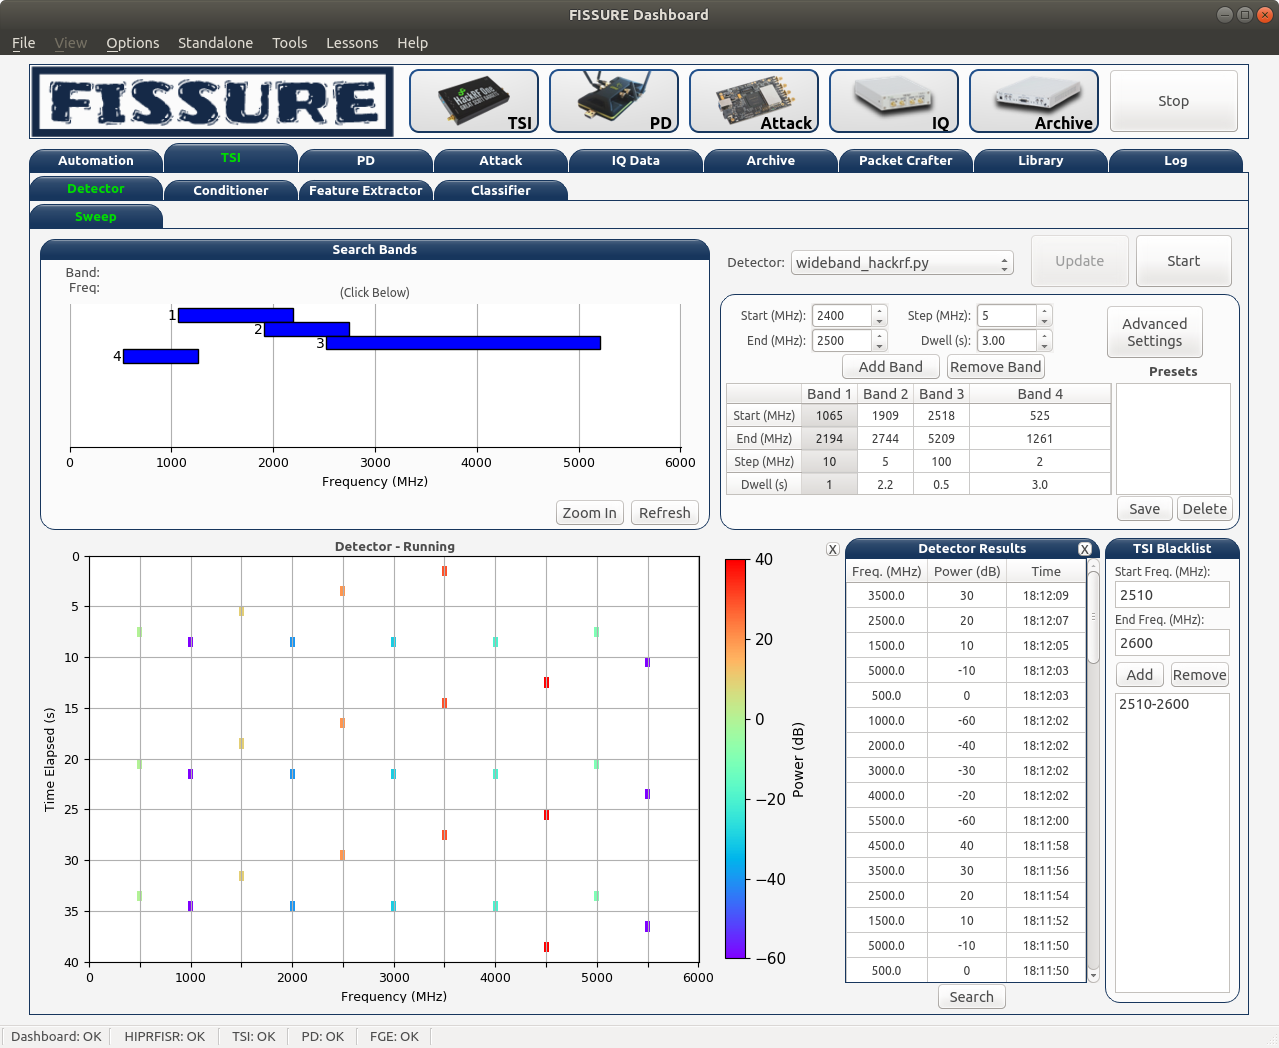 FISSURE Dashboard
File View Options Standalone Tools Lessons Help
FISSURE
HackRF One
TSI PD Attack IQ Archive Stop
Automation TSI PD Attack IQ Data Archive Packet Crafter Library Log
Detector Conditioner Feature Extractor Classifier
Sweep
Search Bands
Band:
Freq:
(Click Below)
1
2
3
4
0 1000 2000 3000 4000 5000 6000
Frequency (MHz)
Zoom In Refresh
Detector: wideband_hackrf.py Update Start
Start (MHz): 2400 Step (MHz): 5
End (MHz): 2500 Dwell (s): 3.00
Advanced
Settings
Add Band Remove Band
Presets
Band 1 Band 2 Band 3 Band 4
Start (MHz) 1065 1909 2518 525
End (MHz) 2194 2744 5209 1261
Step (MHz) 10 5 100 2
Dwell (s) 1 2.2 0.5 3.0
Save Delete
Detector - Running
X
0
5
10
15
20
25
30
35
40
Time Elapsed (s)
0 1000 2000 3000 4000 5000 6000
Frequency (MHz)
40
20
0
−20
−40
−60
Power (dB)
Detector Results X
Freq. (MHz) Power (dB) Time
3500.0 30 18:12:09
2500.0 20 18:12:07
1500.0 10 18:12:05
5000.0 -10 18:12:03
500.0 0 18:12:03
1000.0 -60 18:12:02
2000.0 -40 18:12:02
3000.0 -30 18:12:02
4000.0 -20 18:12:02
5500.0 -60 18:12:00
4500.0 40 18:11:58
3500.0 30 18:11:56
2500.0 20 18:11:54
1500.0 10 18:11:52
5000.0 -10 18:11:50
500.0 0 18:11:50
Search
TSI Blacklist
Start Freq. (MHz):
2510
End Freq. (MHz):
2600
Add Remove
2510-2600
Dashboard: OK HIPRFISR: OK TSI: OK PD: OK FGE: OK